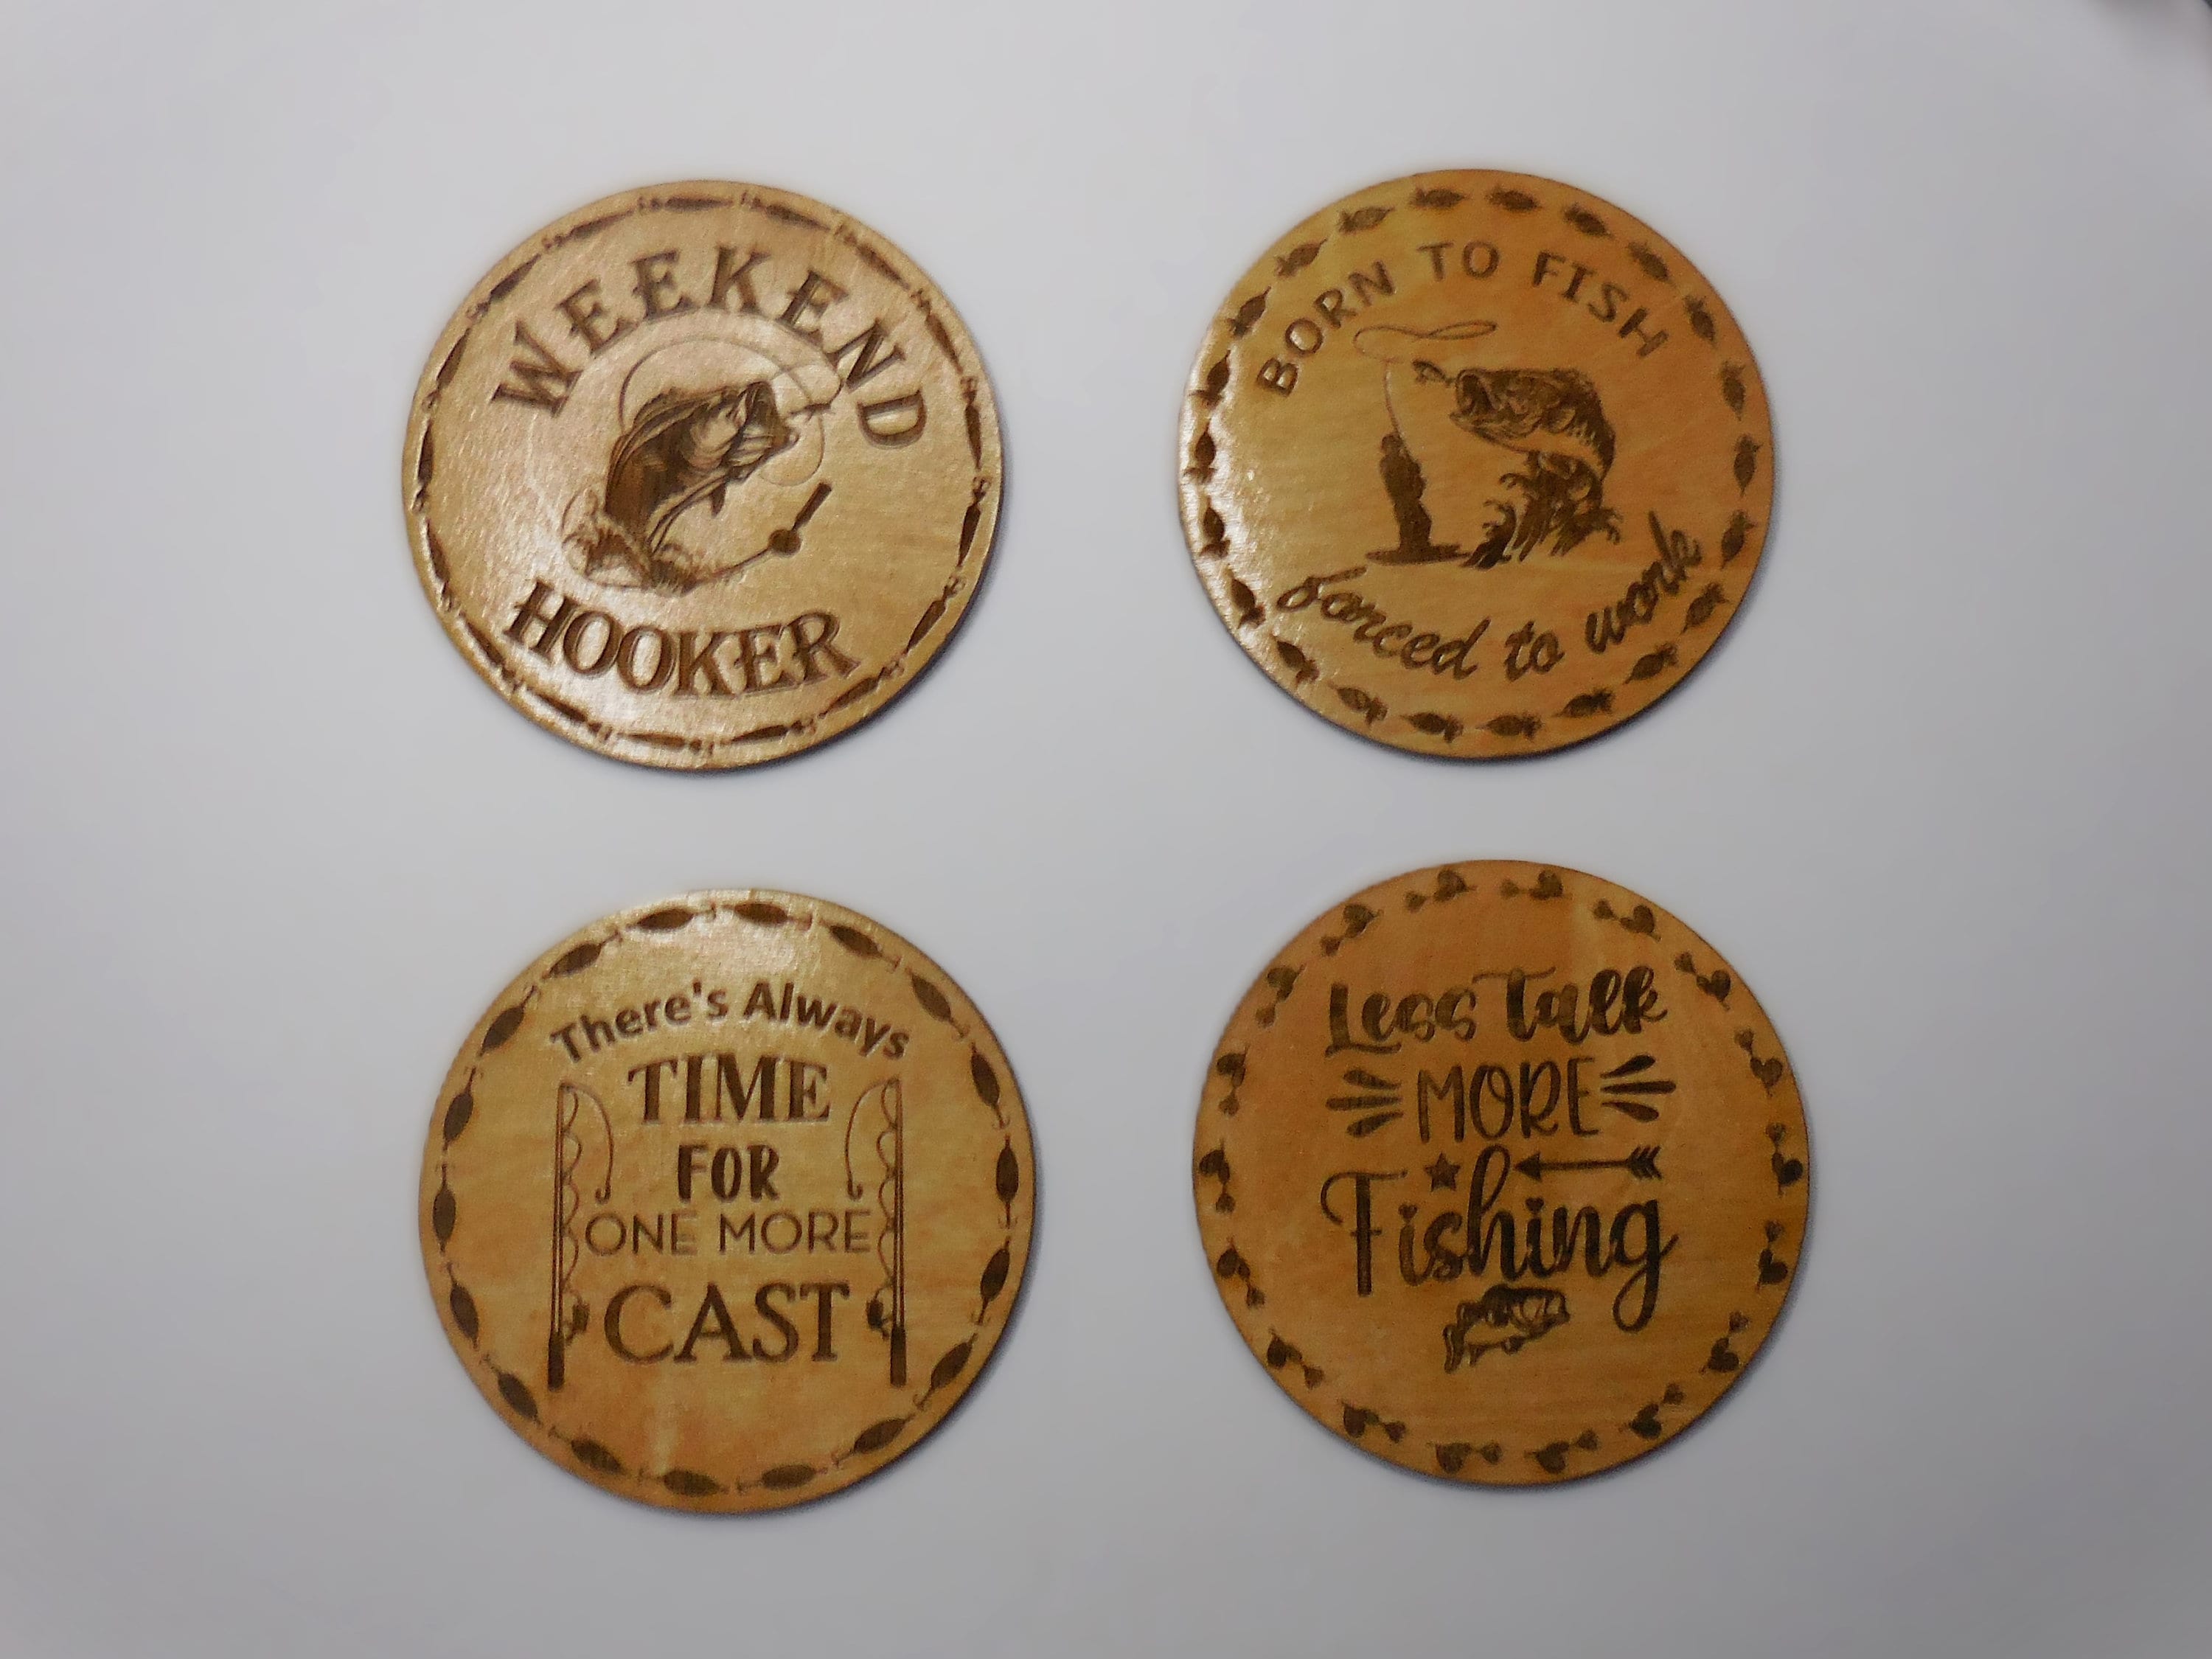 WEEKEND
HOOKER
BORN TO FISH
forced to work
There's Always
TIME
FOR
ONE MORE
CAST
Less Talk
MORE
Fishing